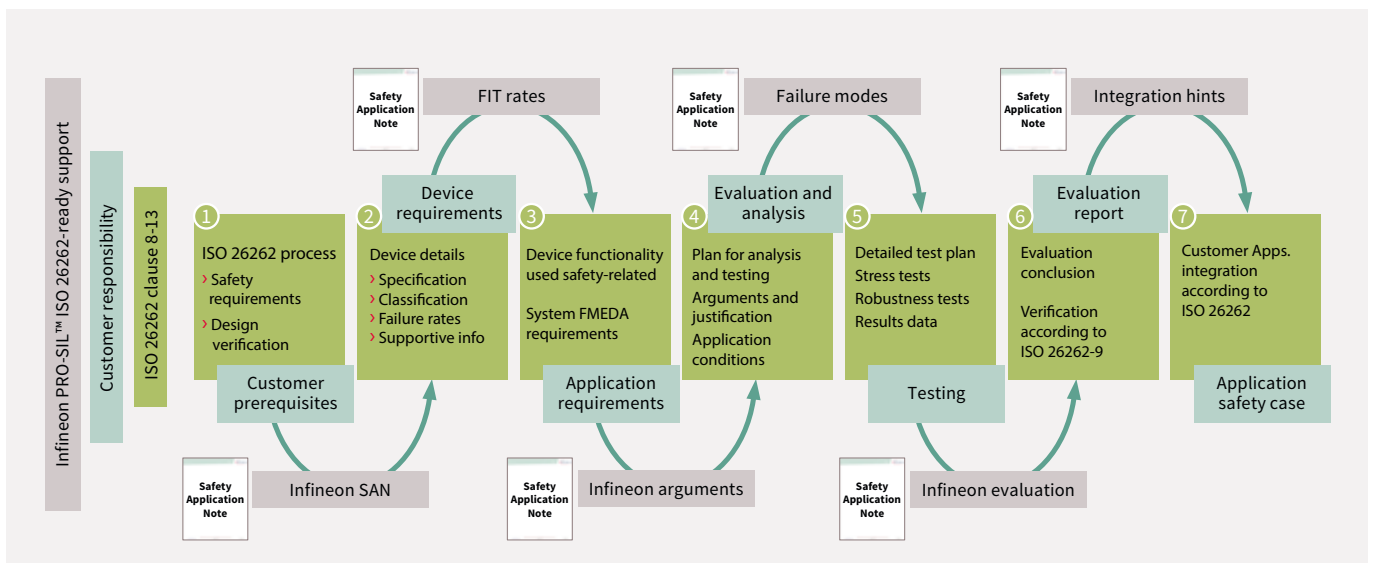 Infineon PRO-SIL™ ISO 26262-ready support
Customer responsibility
ISO 26262 clause 8-13
Safety
Application
Note
FIT rates
Safety
Application
Note
Failure modes
Safety
Application
Note
Integration hints
Device
requirements
Evaluation and
analysis
Evaluation
report
1
ISO 26262 process
› Safety
requirements
› Design
verification
Customer
prerequisites
2
Device details
› Specification
› Classification
› Failure rates
› Supportive info
3
Device functionality
used safety-related
System FMEDA
requirements
Application
requirements
4
Plan for analysis
and testing
Arguments and
justification
Application
conditions
5
Detailed test plan
Stress tests
Robustness tests
Results data
Testing
6
Evaluation
conclusion
Verification
according to
ISO 26262-9
7
Customer Apps.
integration
according to
ISO 26262
Application
safety case
Safety
Application
Note
Infineon SAN
Safety
Application
Note
Infineon arguments
Safety
Application
Note
Infineon evaluation